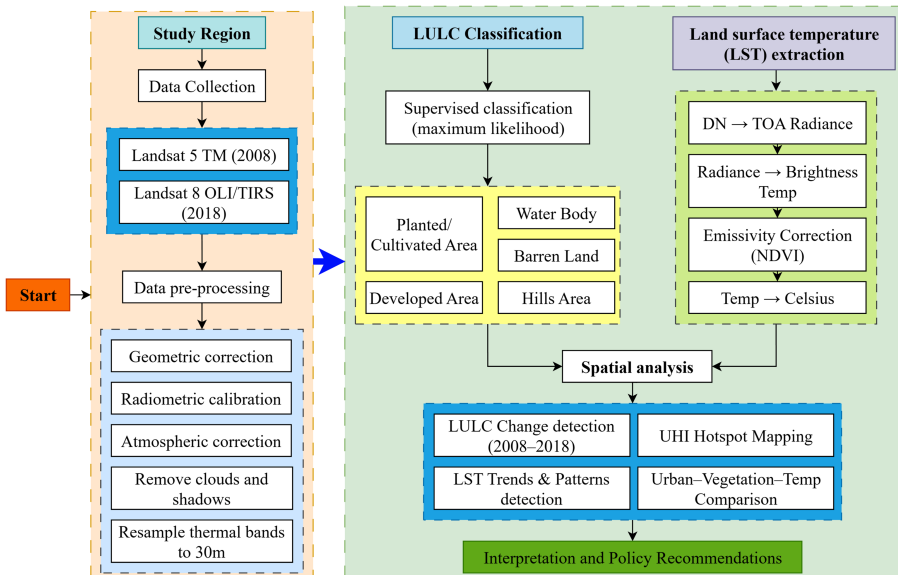 Start
Study Region
Data Collection
Landsat 5 TM (2008)
Landsat 8 OLI/TIRS
(2018)
Data pre-processing
Geometric correction
Radiometric calibration
Atmospheric correction
Remove clouds and
shadows
Resample thermal bands
to 30m
LULC Classification
Supervised classification
(maximum likelihood)
Planted/
Cultivated Area
Developed Area
Water Body
Barren Land
Hills Area
Land surface temperature
(LST) extraction
DN → TOA Radiance
Radiance → Brightness
Temp
Emissivity Correction
(NDVI)
Temp → Celsius
Spatial analysis
LULC Change detection
(2008–2018)
UHI Hotspot Mapping
LST Trends & Patterns
detection
Urban–Vegetation–Temp
Comparison
Interpretation and Policy Recommendations